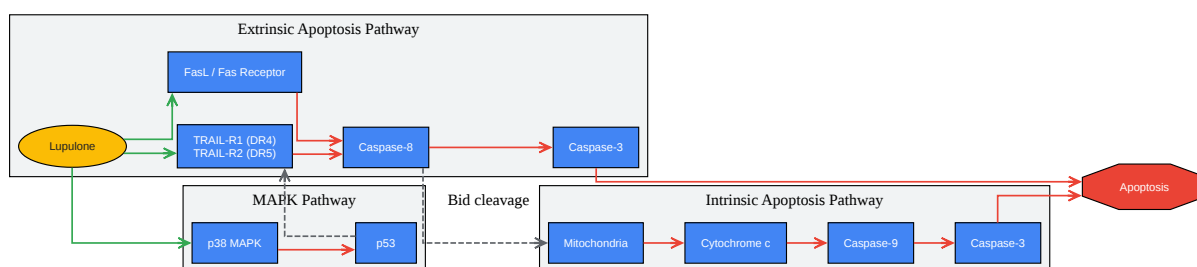 Extrinsic Apoptosis Pathway
FasL / Fas Receptor
Lupulone
TRAIL-R1 (DR4)
TRAIL-R2 (DR5)
Caspase-8
Caspase-3
Apoptosis
MAPK Pathway
Bid cleavage
Intrinsic Apoptosis Pathway
p38 MAPK
p53
Mitochondria
Cytochrome c
Caspase-9
Caspase-3